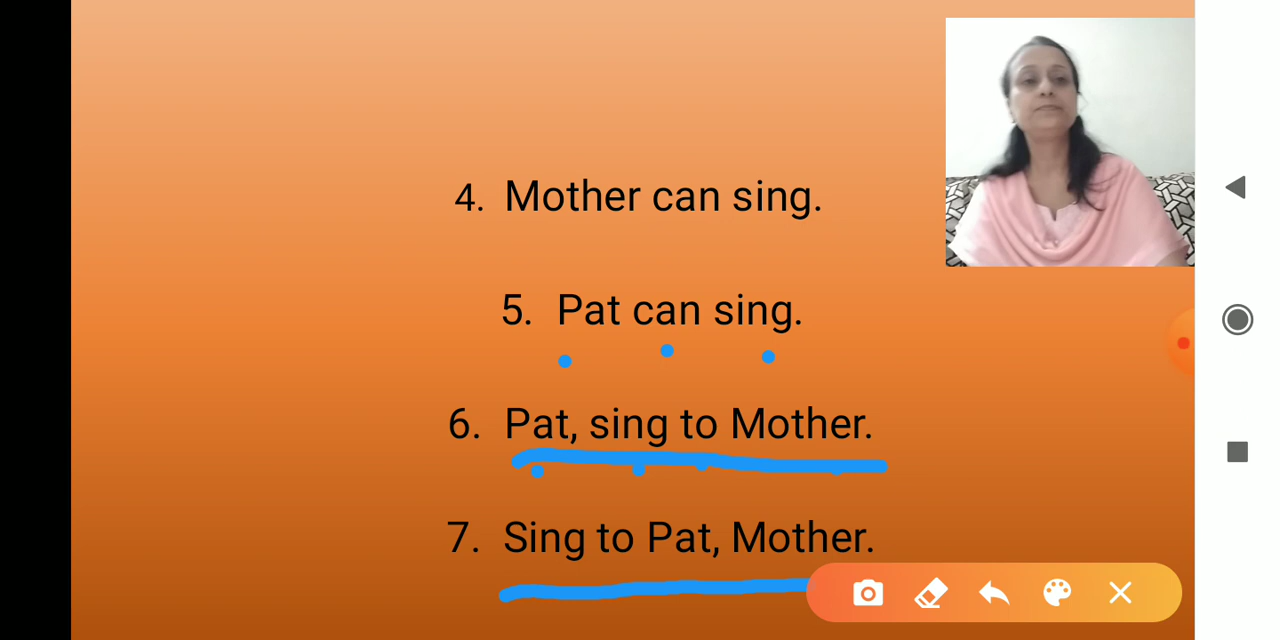 4. Mother can sing.
5. Pat can sing.
6. Pat, sing to Mother.
7. Sing to Pat, Mother.